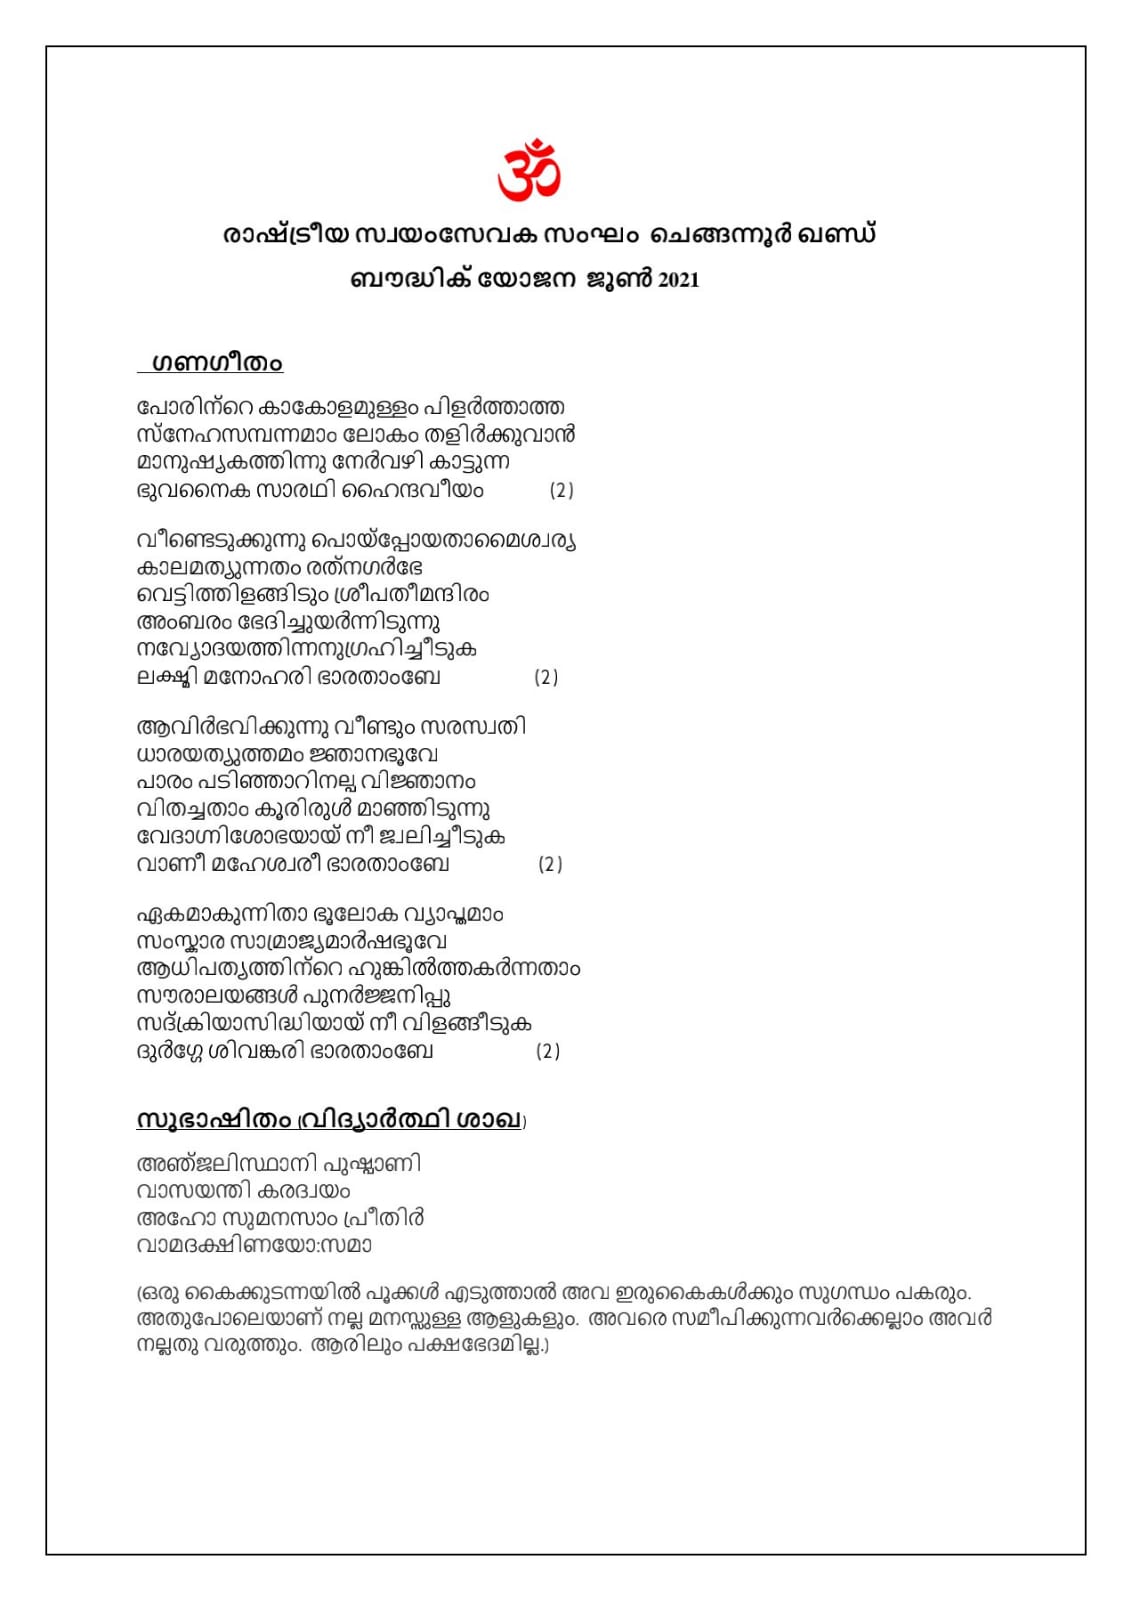 ॐ
രാഷ്ട്രീയ സ്വയംസേവക സംഘം ചെങ്ങന്നൂർ ഖണ്ഡ്
ബൗദ്ധിക് യോജന ജൂൺ 2021
ഗണഗീതം
പോരിന്റെ കാകോളമുള്ളം പിളർത്താത്ത
സ്നേഹസമ്പന്നമാം ലോകം തളിർക്കുവാൻ
മാനുഷ്യകത്തിന്നു നേർവഴി കാട്ടുന്ന
ഭുവനൈക സാരഥി ഹൈന്ദവീയം (2)
വീണ്ടെടുക്കുന്നു പൊയ്പ്പോയതാമൈശ്വര്യ
കാലമത്യുന്നതം രത്നഗർഭേ
വെട്ടിത്തിളങ്ങിടും ശ്രീപതീമന്ദിരം
അംബരം ഭേദിച്ചുയർന്നിടുന്നു
നവ്യോദയത്തിന്നനുഗ്രഹിച്ചീടുക
ലക്ഷ്മി മനോഹരി ഭാരതാംബേ (2)
ആവിർഭവിക്കുന്നു വീണ്ടും സരസ്വതി
ധാരയത്യുത്തമം ജ്ഞാനഭൂവേ
പാരം പടിഞ്ഞാറിനല്പ വിജ്ഞാനം
വിതച്ചതാം കൂരിരുൾ മാഞ്ഞിടുന്നു
വേദാഗ്നിശോഭയായ് നീ ജ്വലിച്ചീടുക
വാണീ മഹേശ്വരീ ഭാരതാംബേ (2)
ഏകമാകുന്നിതാ ഭൂലോക വ്യാപ്തമാം
സംസ്കാര സാമ്രാജ്യമാർഷഭൂവേ
ആധിപത്യത്തിന്റെ ഹുങ്കിൽത്തകർന്നതാം
സൗരാലയങ്ങൾ പുനർജ്ജനിപ്പു
സദ്ക്രിയാസിദ്ധിയായ് നീ വിളങ്ങീടുക
ദുർഗ്ഗേ ശിവങ്കരി ഭാരതാംബേ (2)
സുഭാഷിതം (വിദ്യാർത്ഥി ശാഖ)
അഞ്ജലിസ്ഥാനി പുഷ്പാണി
വാസയന്തി കരദ്വയം
അഹോ സുമനസാം പ്രീതിർ
വാമദക്ഷിണയോ:സമാ
(ഒരു കൈക്കുടന്നയിൽ പൂക്കൾ എടുത്താൽ അവ ഇരുകൈകൾക്കും സുഗന്ധം പകരും.
അതുപോലെയാണ് നല്ല മനസ്സുള്ള ആളുകളും. അവരെ സമീപിക്കുന്നവർക്കെല്ലാം അവർ
നല്ലതു വരുത്തും. ആരിലും പക്ഷഭേദമില്ല.)